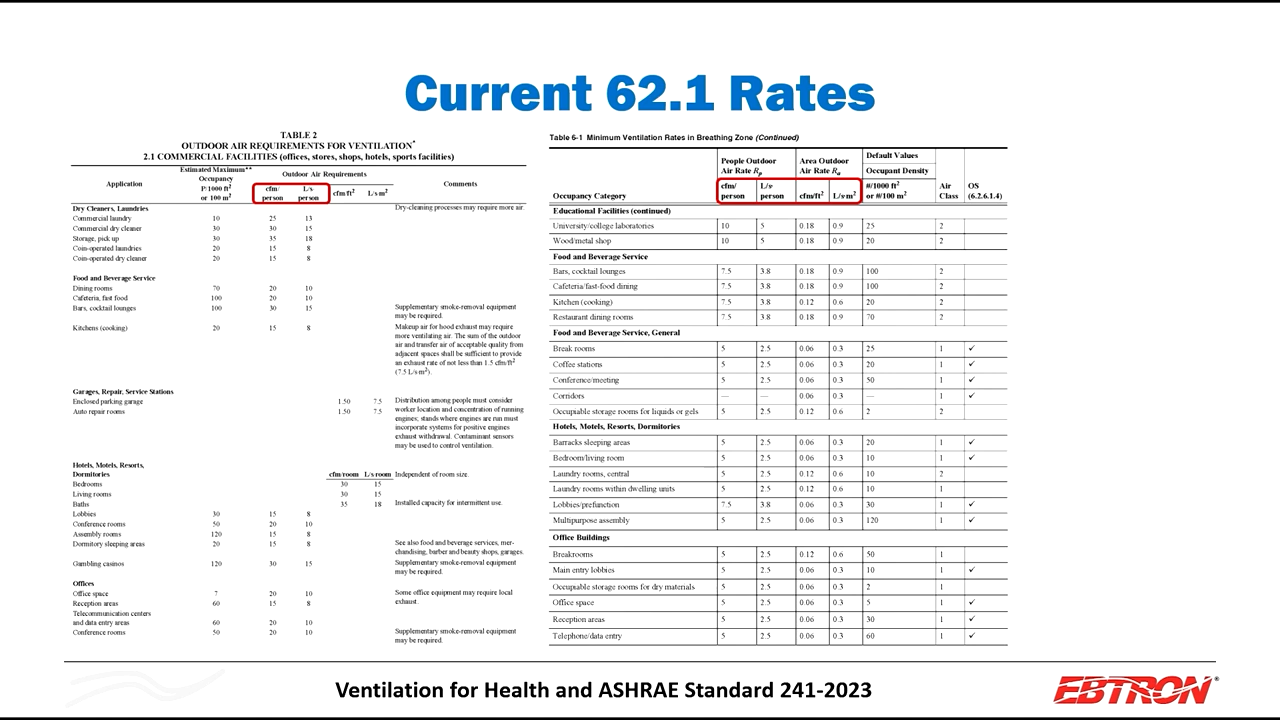 Current 62.1 Rates
TABLE 2
OUTDOOR AIR REQUIREMENTS FOR VENTILATION*
2.1 COMMERCIAL FACILITIES (offices, stores, shops, hotels, sports facilities)
Application
Estimated Maximum** Occupancy P/1000 ft² or 100 m²
Outdoor Air Requirements
cfm/ person L/s person cfm/ft² L/s m²
Comments
Dry Cleaners, Laundries Dry-cleaning processes may require more air.
Commercial laundry 10 25 13
Commercial dry cleaner 30 30 15
Storage, pick up 30 35 18
Coin-operated laundries 20 15 8
Coin-operated dry cleaner 20 15 8
Food and Beverage Service
Dining rooms 70 20 10
Cafeteria, fast food 100 20 10
Bars, cocktail lounges 100 30 15 Supplementary smoke-removal equipment
may be required.
Kitchens (cooking) 20 15 8 Makeup air for hood exhaust may require
more ventilating air. The sum of the outdoor
air and transfer air of acceptable quality from
adjacent spaces shall be sufficient to provide
an exhaust rate of not less than 1.5 cfm/ft²
(7.5 L/s m²).
Garages, Repair, Service Stations
Enclosed parking garage 1.50 7.5 Distribution among people must consider
Auto repair rooms 1.50 7.5 worker location and concentration of running
engines; stands where engines are run must
incorporate systems for positive engines
exhaust withdrawal. Contaminant sensors
may be used to control ventilation.
Hotels, Motels, Resorts,
Dormitories cfm/room L/s room Independent of room size.
Bedrooms 30 15
Living rooms 30 15
Baths 35 18 Installed capacity for intermittent use.
Lobbies 30 15 8
Conference rooms 50 20 10
Assembly rooms 120 15 8
Dormitory sleeping areas 20 15 8 See also food and beverage services, mer-
chandising, barber and beauty shops, garages.
Gambling casinos 120 30 15 Supplementary smoke-removal equipment
may be required.
Offices
Office space 7 20 10 Some office equipment may require local
Reception areas 60 15 8 exhaust.
Telecommunication centers
and data entry areas 60 20 10
Conference rooms 50 20 10 Supplementary smoke-removal equipment
may be required.
Table 6-1 Minimum Ventilation Rates in Breathing Zone (Continued)
Occupancy Category
People Outdoor Air Rate Rp
Area Outdoor Air Rate Ra
Default Values
Occupant Density
cfm/ person L/s· person cfm/ft² L/s·m² #/1000 ft² or #/100 m² Air Class OS (6.2.6.1.4)
Educational Facilities (continued)
University/college laboratories 10 5 0.18 0.9 25 2
Wood/metal shop 10 5 0.18 0.9 20 2
Food and Beverage Service
Bars, cocktail lounges 7.5 3.8 0.18 0.9 100 2
Cafeteria/fast-food dining 7.5 3.8 0.18 0.9 100 2
Kitchen (cooking) 7.5 3.8 0.12 0.6 20 2
Restaurant dining rooms 7.5 3.8 0.18 0.9 70 2
Food and Beverage Service, General
Break rooms 5 2.5 0.06 0.3 25 1 ✓
Coffee stations 5 2.5 0.06 0.3 20 1 ✓
Conference/meeting 5 2.5 0.06 0.3 50 1 ✓
Corridors — — 0.06 0.3 — 1 ✓
Occupiable storage rooms for liquids or gels 5 2.5 0.12 0.6 2 2
Hotels, Motels, Resorts, Dormitories
Barracks sleeping areas 5 2.5 0.06 0.3 20 1 ✓
Bedroom/living room 5 2.5 0.06 0.3 10 1 ✓
Laundry rooms, central 5 2.5 0.12 0.6 10 2
Laundry rooms within dwelling units 5 2.5 0.12 0.6 10 1
Lobbies/prefunction 7.5 3.8 0.06 0.3 30 1 ✓
Multipurpose assembly 5 2.5 0.06 0.3 120 1 ✓
Office Buildings
Breakrooms 5 2.5 0.12 0.6 50 1
Main entry lobbies 5 2.5 0.06 0.3 10 1 ✓
Occupiable storage rooms for dry materials 5 2.5 0.06 0.3 2 1
Office space 5 2.5 0.06 0.3 5 1 ✓
Reception areas 5 2.5 0.06 0.3 30 1 ✓
Telephone/data entry 5 2.5 0.06 0.3 60 1 ✓
Ventilation for Health and ASHRAE Standard 241-2023
EBTRON®